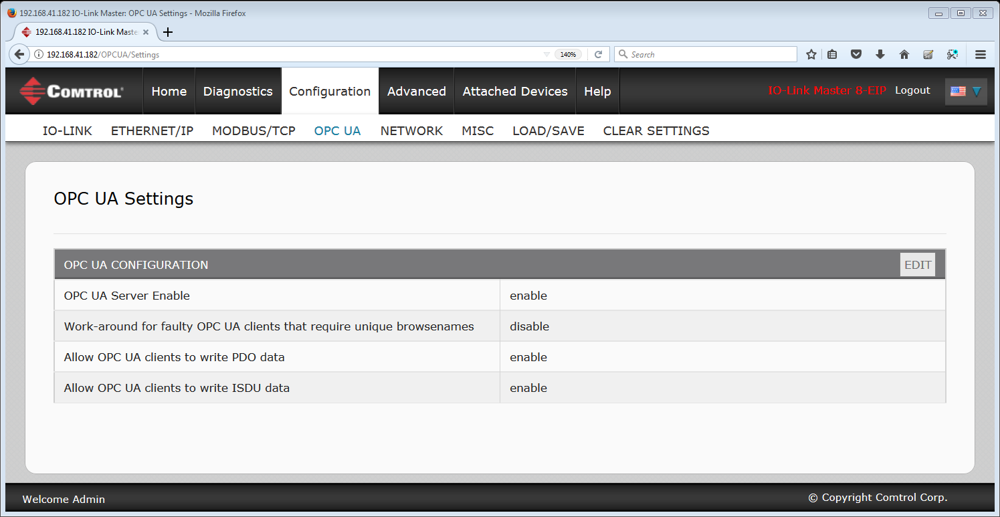 192.168.41.182 IO-Link Master: OPC UA Settings - Mozilla Firefox
192.168.41.182 IO-Link Maste
192.168.41.182/OPCUA/Settings 140% Search
COMTROL Home Diagnostics Configuration Advanced Attached Devices Help IO-Link Master 8-EIP Logout
IO-LINK ETHERNET/IP MODBUS/TCP OPC UA NETWORK MISC LOAD/SAVE CLEAR SETTINGS
OPC UA Settings
OPC UA CONFIGURATION EDIT
OPC UA Server Enable enable
Work-around for faulty OPC UA clients that require unique browsenames disable
Allow OPC UA clients to write PDO data enable
Allow OPC UA clients to write ISDU data enable
Welcome Admin © Copyright Comtrol Corp.